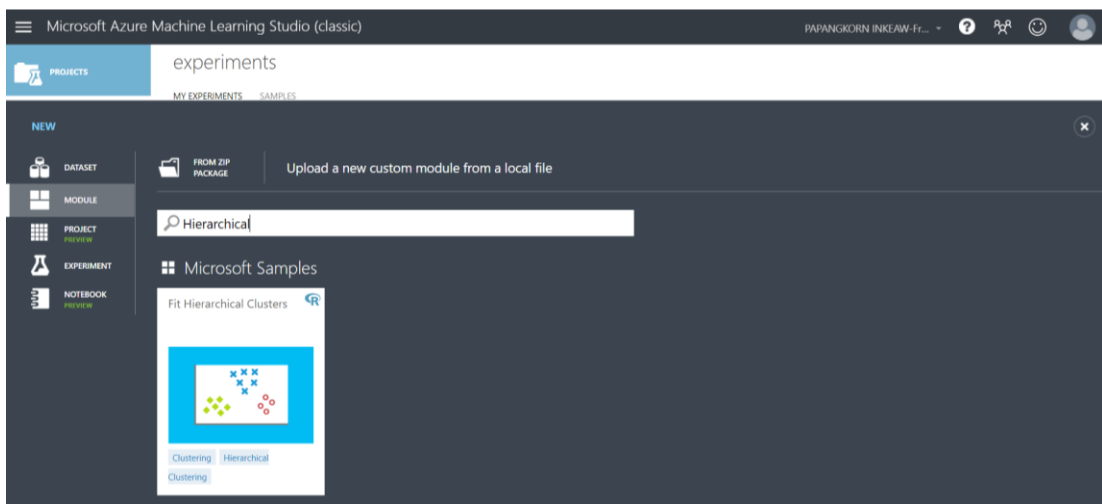 Microsoft Azure Machine Learning Studio (classic)
PAPANGKORN INKEAW-Fr...
?
PROJECTS
experiments
MY EXPERIMENTS SAMPLES
NEW
DATASET
FROM ZIP
PACKAGE
Upload a new custom module from a local file
MODULE
Hierarchical
PROJECT
PREVIEW
EXPERIMENT
Microsoft Samples
NOTEBOOK
PREVIEW
Fit Hierarchical Clusters
R
Clustering Hierarchical
Clustering